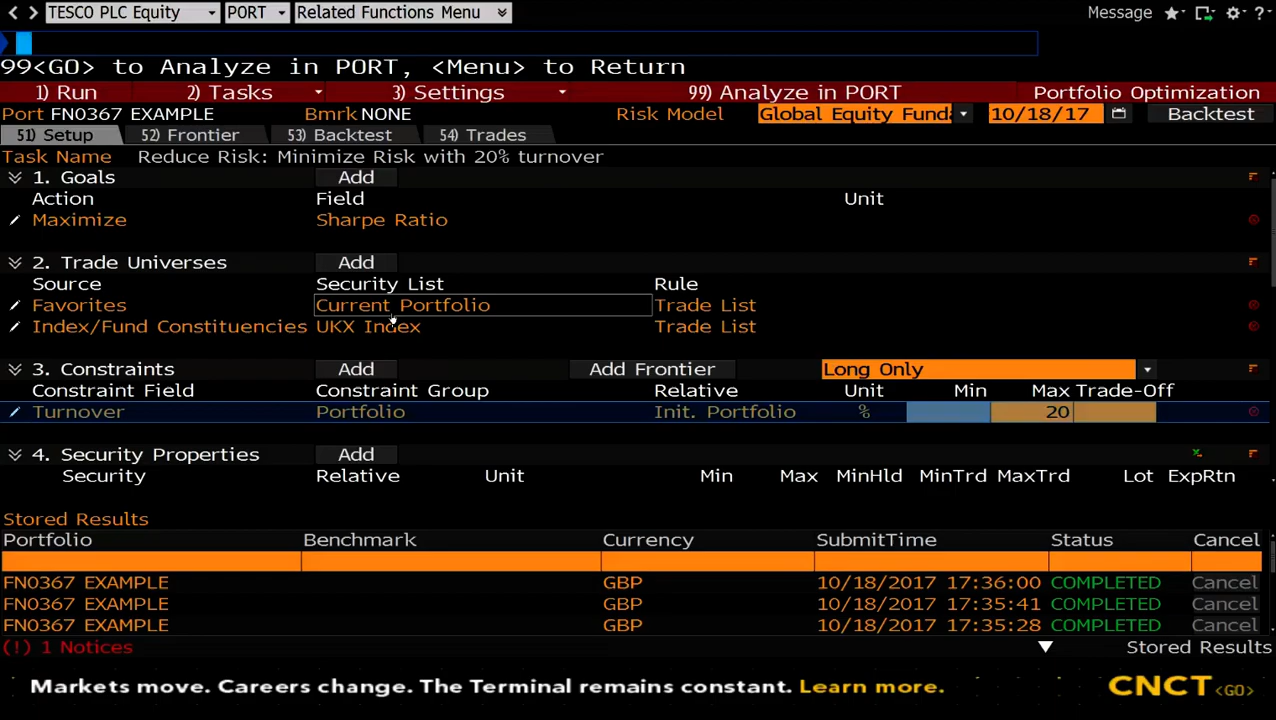 TESCO PLC Equity PORT Related Functions Menu Message
99<GO> to Analyze in PORT, <Menu> to Return
1) Run 2) Tasks 3) Settings 99) Analyze in PORT Portfolio Optimization
Port FN0367 EXAMPLE Bmrk NONE Risk Model Global Equity Funda 10/18/17 Backtest
51) Setup 52) Frontier 53) Backtest 54) Trades
Task Name Reduce Risk: Minimize Risk with 20% turnover
1. Goals Add
Action Field Unit
Maximize Sharpe Ratio
2. Trade Universes Add
Source Security List Rule
Favorites Current Portfolio Trade List
Index/Fund Constituencies UKX Index Trade List
3. Constraints Add Add Frontier Long Only
Constraint Field Constraint Group Relative Unit Min Max Trade-Off
Turnover Portfolio Init. Portfolio % 20
4. Security Properties Add
Security Relative Unit Min Max MinHld MinTrd MaxTrd Lot ExpRtn
Stored Results
Portfolio Benchmark Currency SubmitTime Status Cancel
FN0367 EXAMPLE GBP 10/18/2017 17:36:00 COMPLETED Cancel
FN0367 EXAMPLE GBP 10/18/2017 17:35:41 COMPLETED Cancel
FN0367 EXAMPLE GBP 10/18/2017 17:35:28 COMPLETED Cancel
(!) 1 Notices Stored Results
Markets move. Careers change. The Terminal remains constant. Learn more. CNCT <GO>